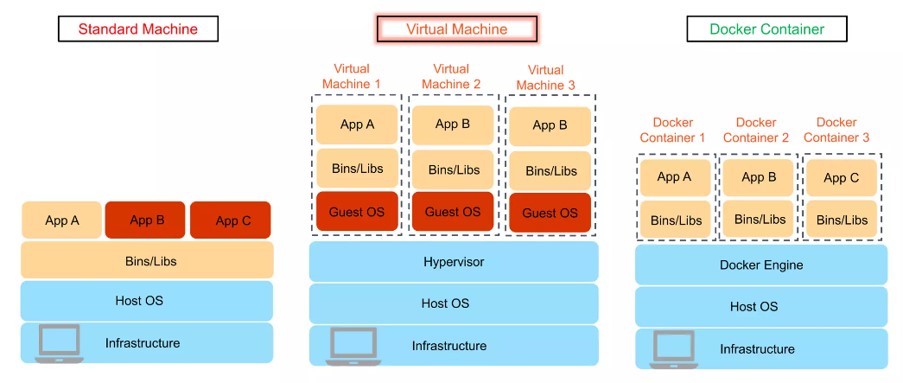 Standard Machine
Virtual Machine
Docker Container
Virtual
Machine 1
Virtual
Machine 2
Virtual
Machine 3
Docker
Container 1
Docker
Container 2
Docker
Container 3
App A
App B
App C
Bins/Libs
Host OS
Infrastructure
App A
App B
App B
Bins/Libs
Bins/Libs
Bins/Libs
Guest OS
Guest OS
Guest OS
Hypervisor
Host OS
Infrastructure
App A
App B
App C
Bins/Libs
Bins/Libs
Bins/Libs
Docker Engine
Host OS
Infrastructure